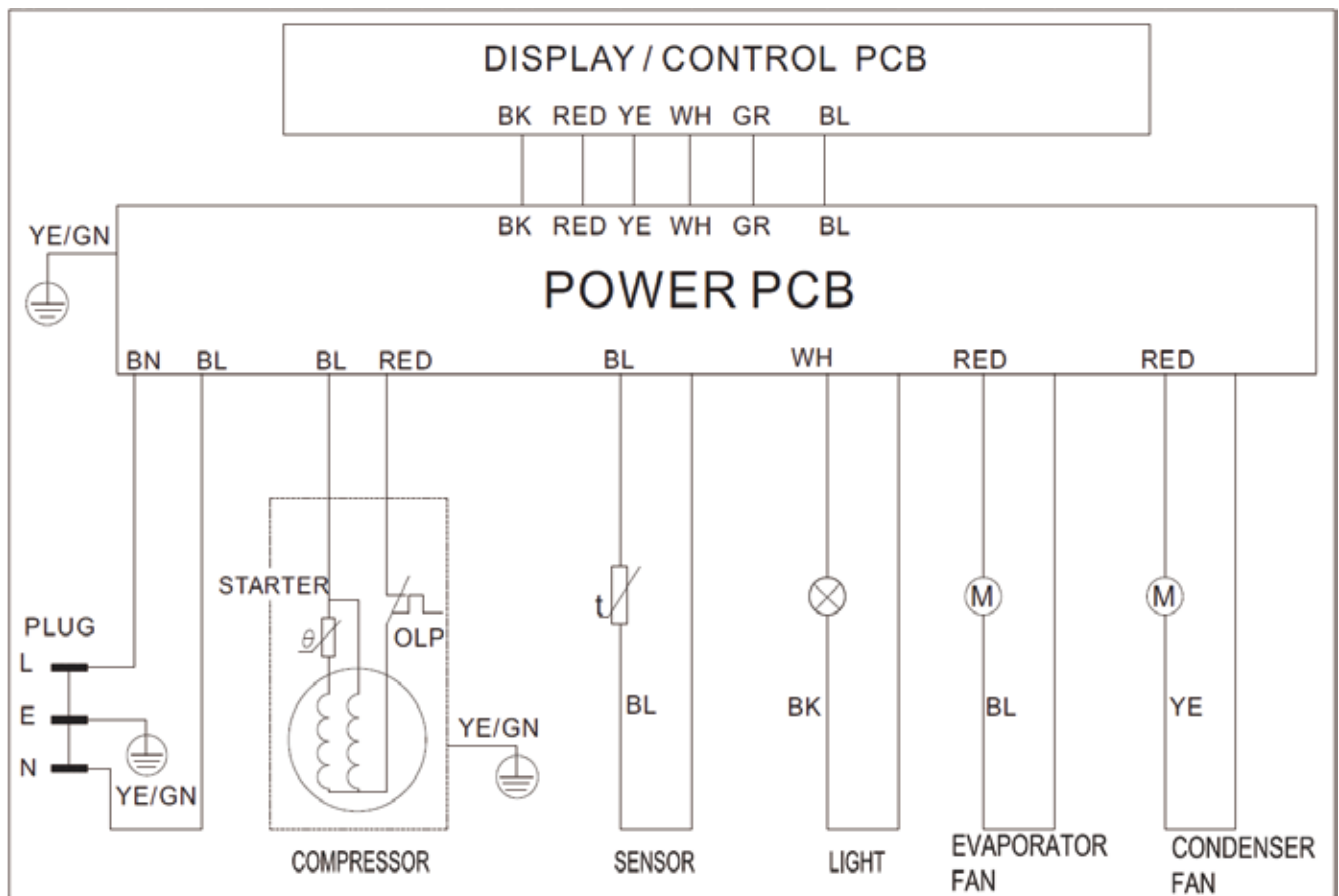 DISPLAY / CONTROL PCB
BK RED YE WH GR BL
BK RED YE WH GR BL
YE/GN
POWER PCB
BN BL BL RED BL WH RED RED
STARTER
θ
OLP
t
M
M
PLUG
L
E
N
YE/GN
YE/GN
BL
BK
BL
YE
COMPRESSOR
SENSOR
LIGHT
EVAPORATOR
FAN
CONDENSER
FAN